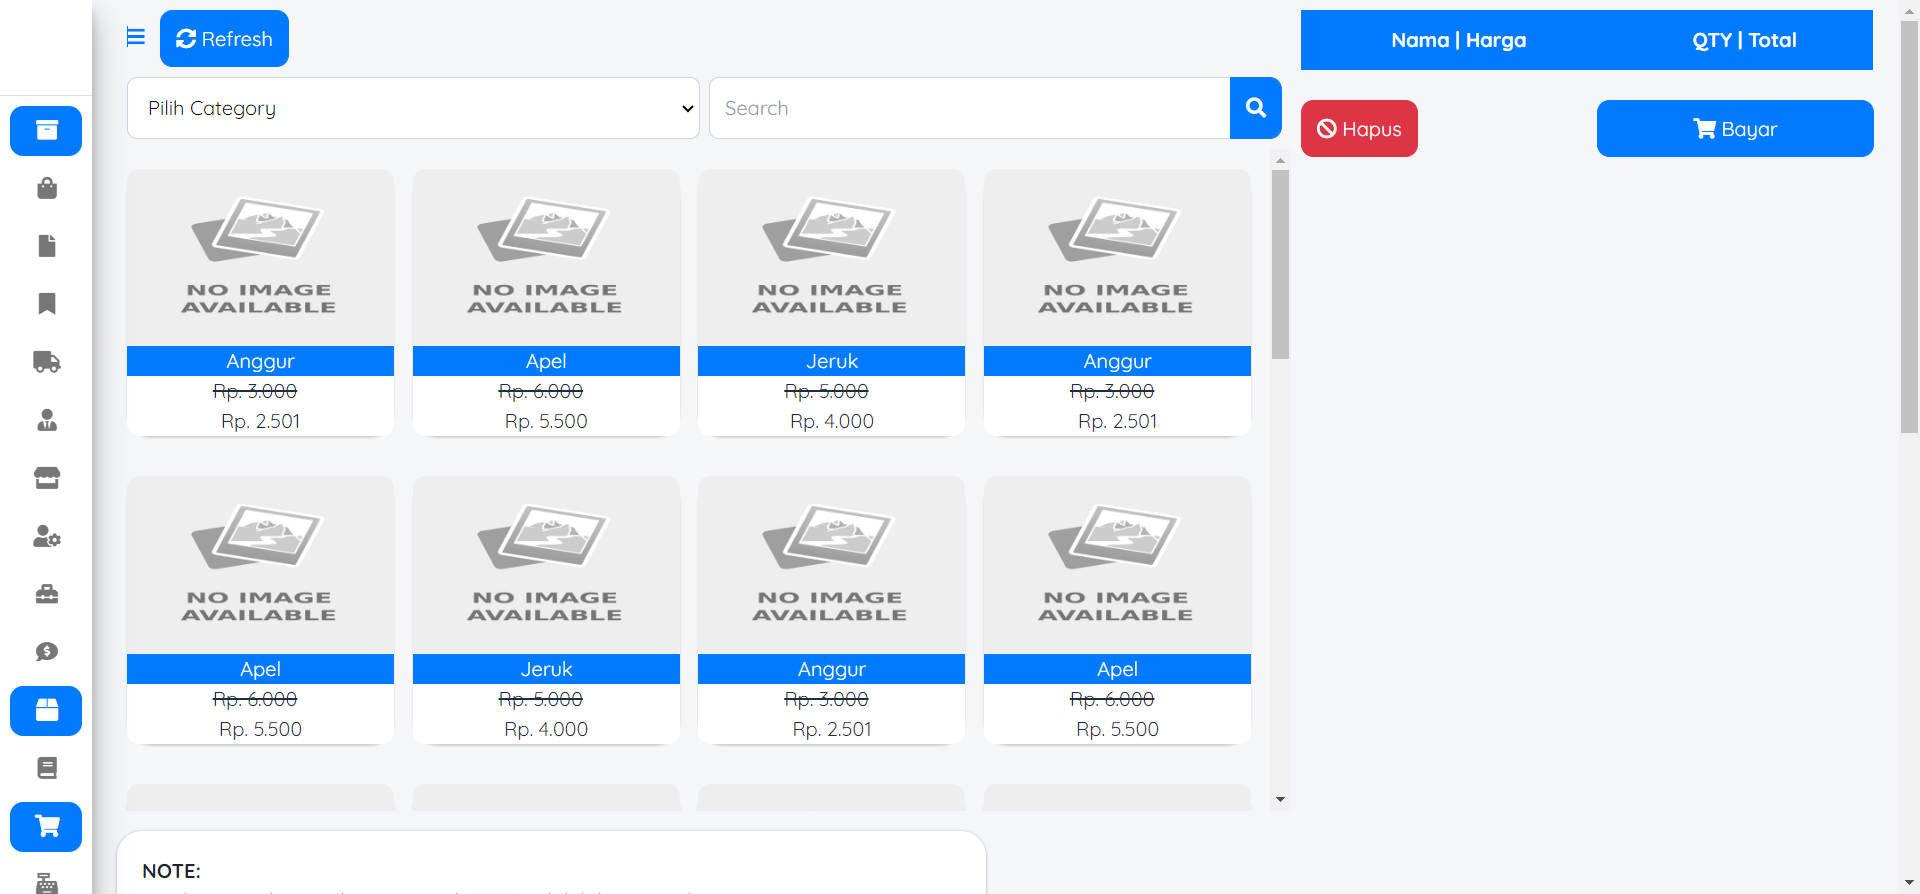 Refresh
Nama | Harga QTY | Total
Pilih Category
Search
Hapus
Bayar
NO IMAGE AVAILABLE
NO IMAGE AVAILABLE
NO IMAGE AVAILABLE
NO IMAGE AVAILABLE
Anggur
Apel
Jeruk
Anggur
Rp. 3.000
Rp. 6.000
Rp. 5.000
Rp. 3.000
Rp. 2.501
Rp. 5.500
Rp. 4.000
Rp. 2.501
NO IMAGE AVAILABLE
NO IMAGE AVAILABLE
NO IMAGE AVAILABLE
NO IMAGE AVAILABLE
Apel
Jeruk
Anggur
Apel
Rp. 6.000
Rp. 5.000
Rp. 3.000
Rp. 6.000
Rp. 5.500
Rp. 4.000
Rp. 2.501
Rp. 5.500
NOTE: